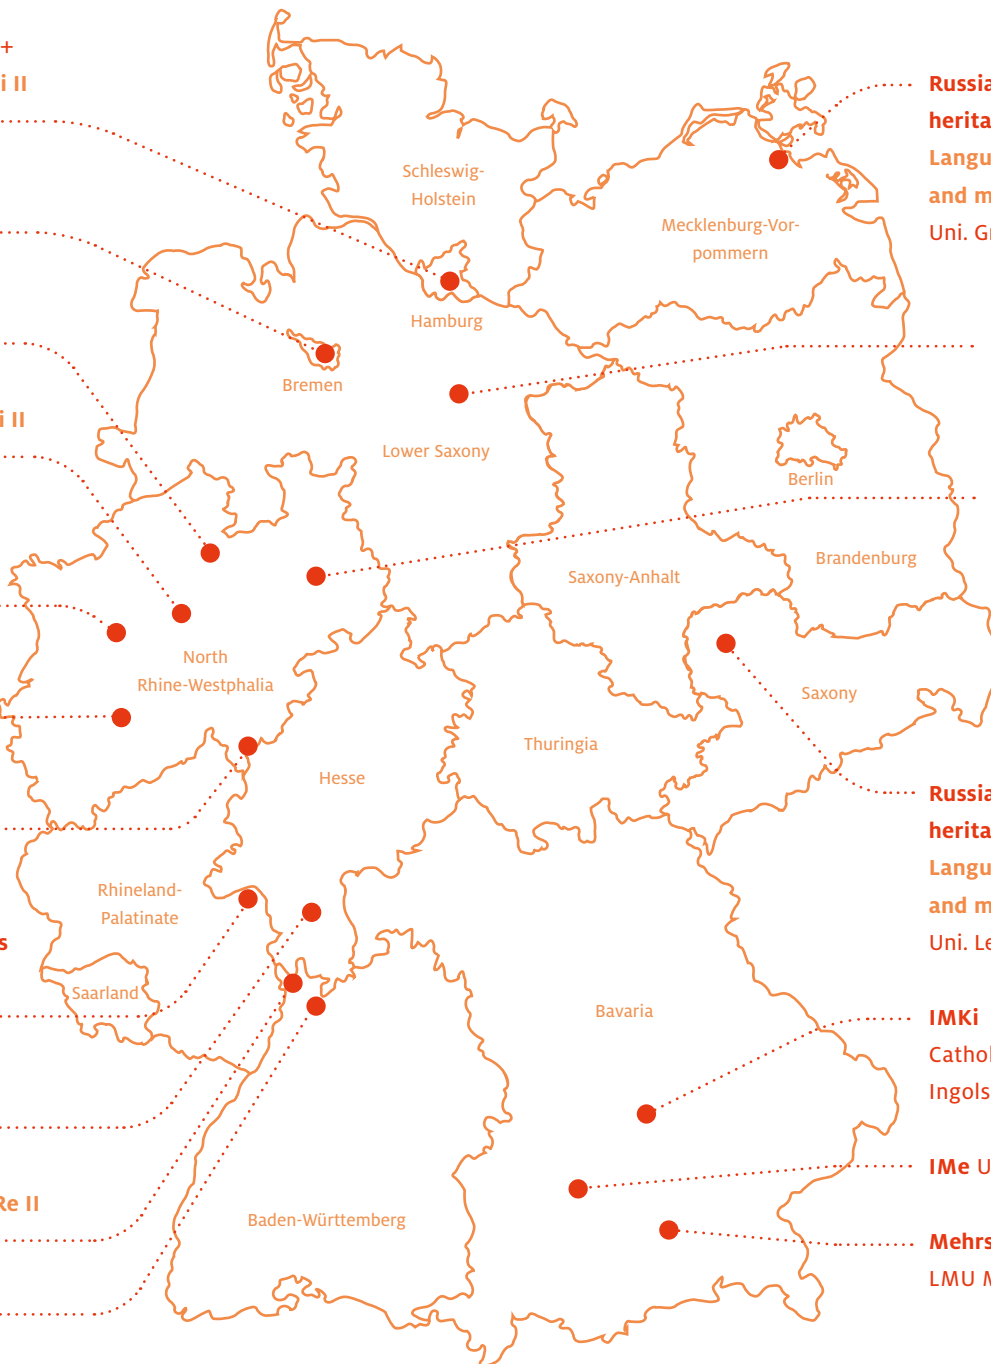 +
i II
i II
s
Re II
Schleswig-
Holstein
Mecklenburg-Vor-
pommern
Hamburg
Bremen
Lower Saxony
Berlin
Brandenburg
Saxony-Anhalt
North
Rhine-Westphalia
Saxony
Thuringia
Hesse
Rhineland-
Palatinate
Saarland
Bavaria
Baden-Württemberg
Russia
herita
Langu
and m
Uni. G
Russia
herita
Langu
and m
Uni. Le
IMKi
Cathol
Ingols
IMe U
Mehrs
LMU M